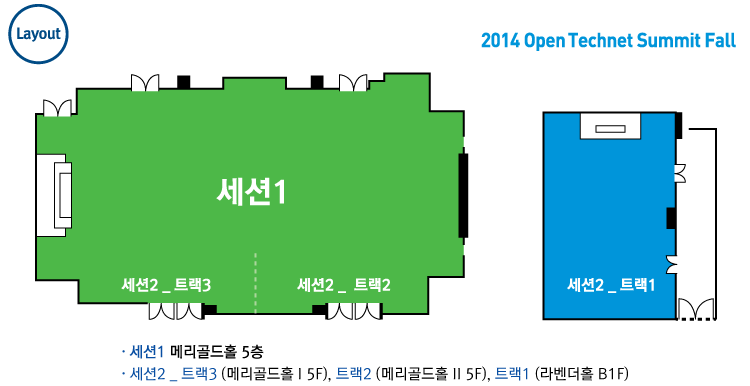 Layout
2014 Open Technet Summit Fall
세션1
세션2 _ 트랙3
세션2 _ 트랙2
세션2 _ 트랙1
· 세션1 메리골드홀 5층
· 세션2 _ 트랙3 (메리골드홀 I 5F), 트랙2 (메리골드홀 II 5F), 트랙1 (라벤더홀 B1F)